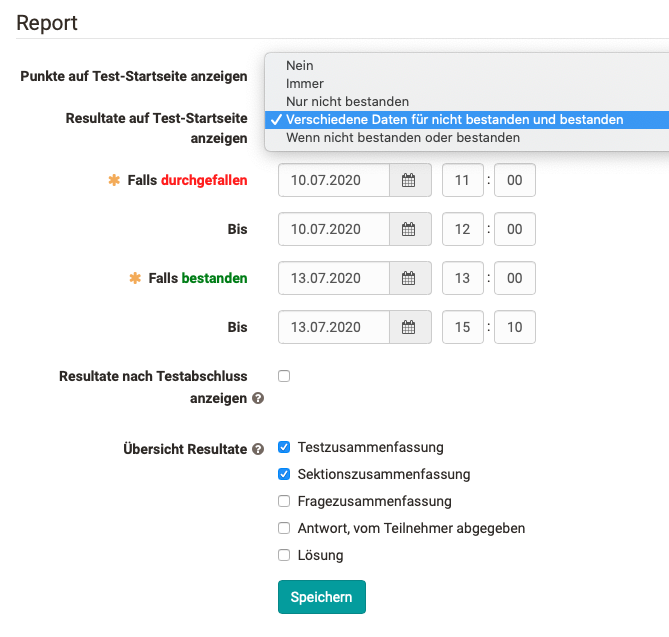 Report
Punkte auf Test-Startseite anzeigen
Nein
Immer
Nur nicht bestanden
Resultate auf Test-Startseite
anzeigen
✓ Verschiedene Daten für nicht bestanden und bestanden
Wenn nicht bestanden oder bestanden
✱ Falls durchgefallen 10.07.2020 11 : 00
Bis 10.07.2020 12 : 00
✱ Falls bestanden 13.07.2020 13 : 00
Bis 13.07.2020 15 : 10
Resultate nach Testabschluss
anzeigen ?
Übersicht Resultate ? Testzusammenfassung
Sektionszusammenfassung
Fragezusammenfassung
Antwort, vom Teilnehmer abgegeben
Lösung
Speichern